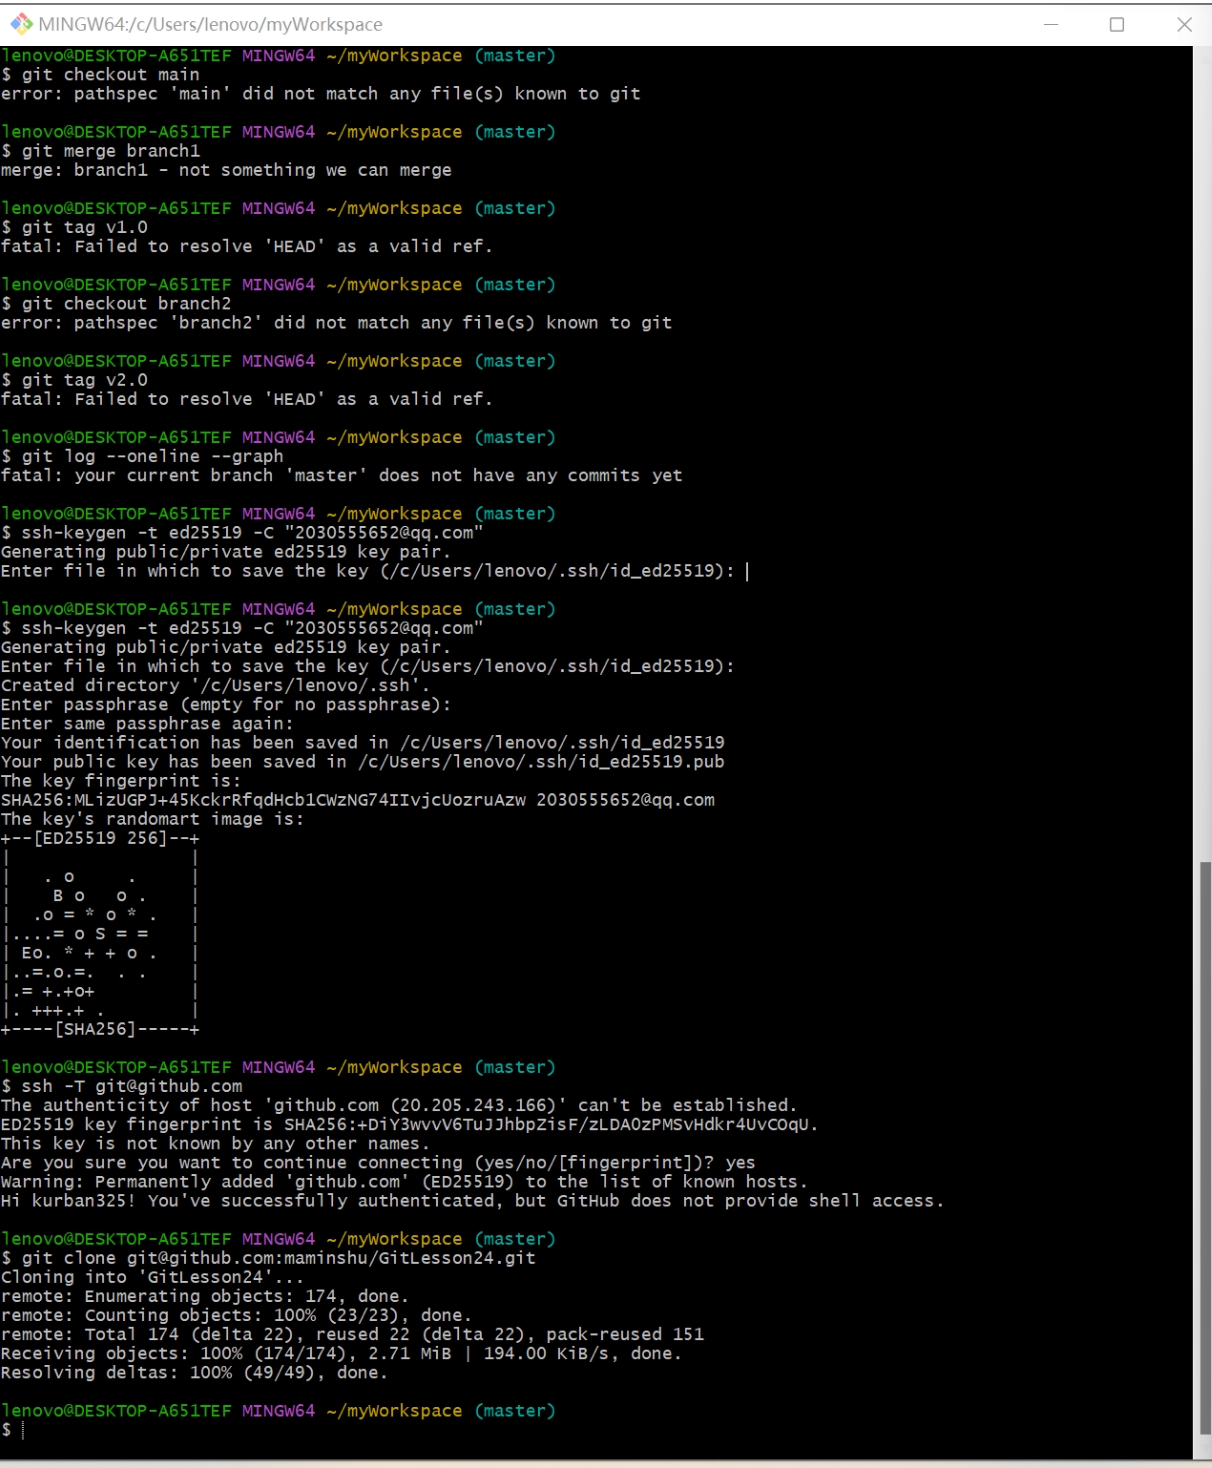 MINGW64:/c/Users/lenovo/myWorkspace
lenovo@DESKTOP-A651TEF MINGW64 ~/myWorkspace (master)
$ git checkout main
error: pathspec 'main' did not match any file(s) known to git
lenovo@DESKTOP-A651TEF MINGW64 ~/myWorkspace (master)
$ git merge branch1
merge: branch1 - not something we can merge
lenovo@DESKTOP-A651TEF MINGW64 ~/myWorkspace (master)
$ git tag v1.0
fatal: Failed to resolve 'HEAD' as a valid ref.
lenovo@DESKTOP-A651TEF MINGW64 ~/myWorkspace (master)
$ git checkout branch2
error: pathspec 'branch2' did not match any file(s) known to git
lenovo@DESKTOP-A651TEF MINGW64 ~/myWorkspace (master)
$ git tag v2.0
fatal: Failed to resolve 'HEAD' as a valid ref.
lenovo@DESKTOP-A651TEF MINGW64 ~/myWorkspace (master)
$ git log --oneline --graph
fatal: your current branch 'master' does not have any commits yet
lenovo@DESKTOP-A651TEF MINGW64 ~/myWorkspace (master)
$ ssh-keygen -t ed25519 -C "2030555652@qq.com"
Generating public/private ed25519 key pair.
Enter file in which to save the key (/c/Users/lenovo/.ssh/id_ed25519):
lenovo@DESKTOP-A651TEF MINGW64 ~/myWorkspace (master)
$ ssh-keygen -t ed25519 -C "2030555652@qq.com"
Generating public/private ed25519 key pair.
Enter file in which to save the key (/c/Users/lenovo/.ssh/id_ed25519):
Created directory '/c/Users/lenovo/.ssh'.
Enter passphrase (empty for no passphrase):
Enter same passphrase again:
Your identification has been saved in /c/Users/lenovo/.ssh/id_ed25519
Your public key has been saved in /c/Users/lenovo/.ssh/id_ed25519.pub
The key fingerprint is:
SHA256:MLizUGPJ+45KckrRfqdHcb1CWzNG74IIvjcUozruAzw 2030555652@qq.com
The key's randomart image is:
+--[ED25519 256]--+
|                 |
|   . o     .     |
|    B o   o .    |
|  .o = * o * .   |
|....= o S = =    |
| Eo. * + + o .   |
|..=.o.=.  . .    |
|.= +.+o+         |
|. +++.+ .        |
+----[SHA256]-----+
lenovo@DESKTOP-A651TEF MINGW64 ~/myWorkspace (master)
$ ssh -T git@github.com
The authenticity of host 'github.com (20.205.243.166)' can't be established.
ED25519 key fingerprint is SHA256:+DiY3wvvV6TuJJhbpZisF/zLDA0zPMSvHdkr4UvCOqU.
This key is not known by any other names.
Are you sure you want to continue connecting (yes/no/[fingerprint])? yes
Warning: Permanently added 'github.com' (ED25519) to the list of known hosts.
Hi kurban325! You've successfully authenticated, but GitHub does not provide shell access.
lenovo@DESKTOP-A651TEF MINGW64 ~/myWorkspace (master)
$ git clone git@github.com:maminshu/GitLesson24.git
Cloning into 'GitLesson24'...
remote: Enumerating objects: 174, done.
remote: Counting objects: 100% (23/23), done.
remote: Total 174 (delta 22), reused 22 (delta 22), pack-reused 151
Receiving objects: 100% (174/174), 2.71 MiB | 194.00 KiB/s, done.
Resolving deltas: 100% (49/49), done.
lenovo@DESKTOP-A651TEF MINGW64 ~/myWorkspace (master)
$